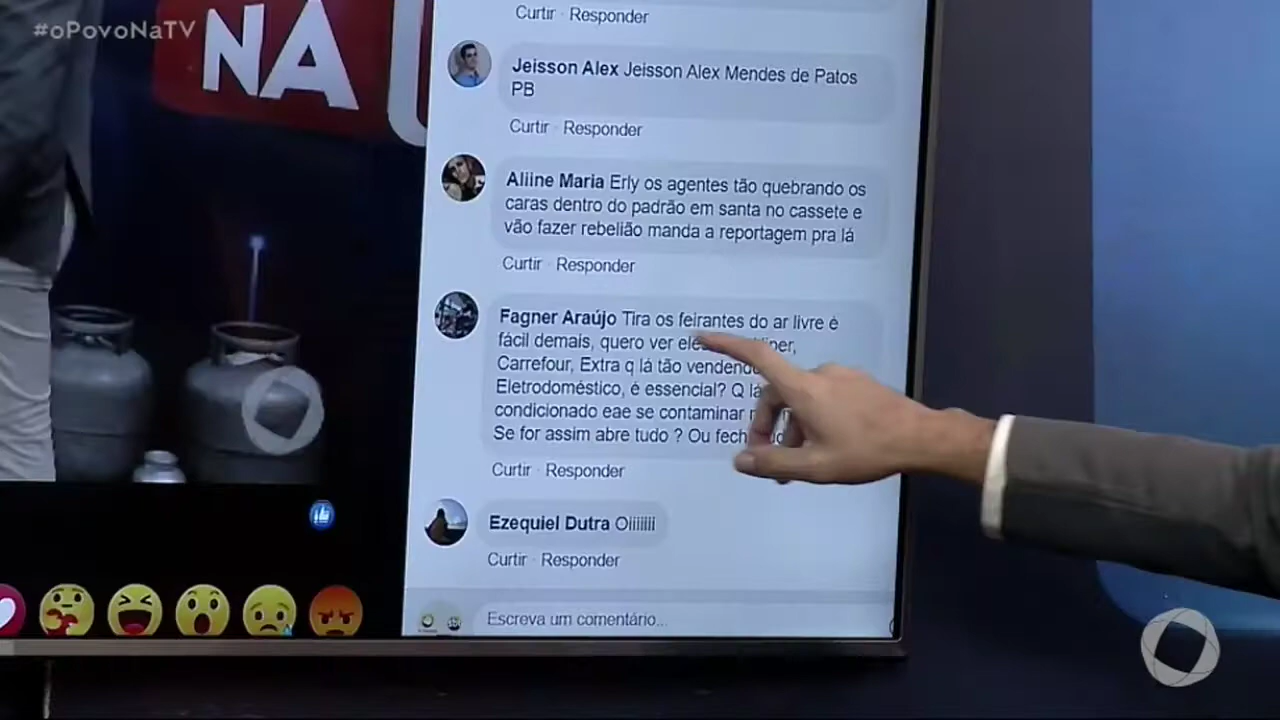 #oPovoNaTV
NA
Curtir · Responder
Jeisson Alex Jeisson Alex Mendes de Patos
PB
Curtir · Responder
Aliine Maria Erly os agentes tão quebrando os
caras dentro do padrão em santa no cassete e
vão fazer rebelião manda a reportagem pra lá
Curtir · Responder
Fagner Araújo Tira os feirantes do ar livre é
fácil demais, quero ver
Carrefour, Extra q lá tão vendendo
Eletrodoméstico, é essencial? Q lá
condicionado eae se contaminar
Se for assim abre tudo ? Ou
Curtir · Responder
Ezequiel Dutra Oiiiiiii
Curtir · Responder
Escreva um comentário...